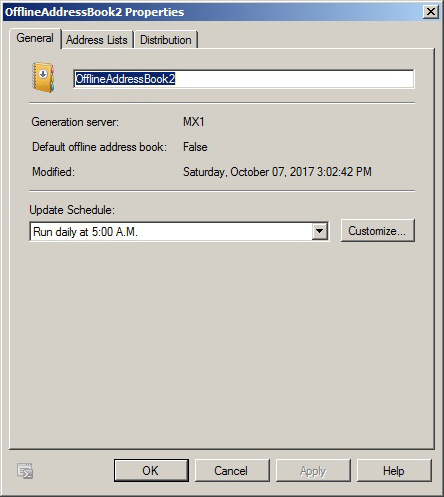 OfflineAddressBook2 Properties
General Address Lists Distribution
OfflineAddressBook2
Generation server: MX1
Default offline address book: False
Modified: Saturday, October 07, 2017 3:02:42 PM
Update Schedule:
Run daily at 5:00 A.M. Customize...
OK Cancel Apply Help